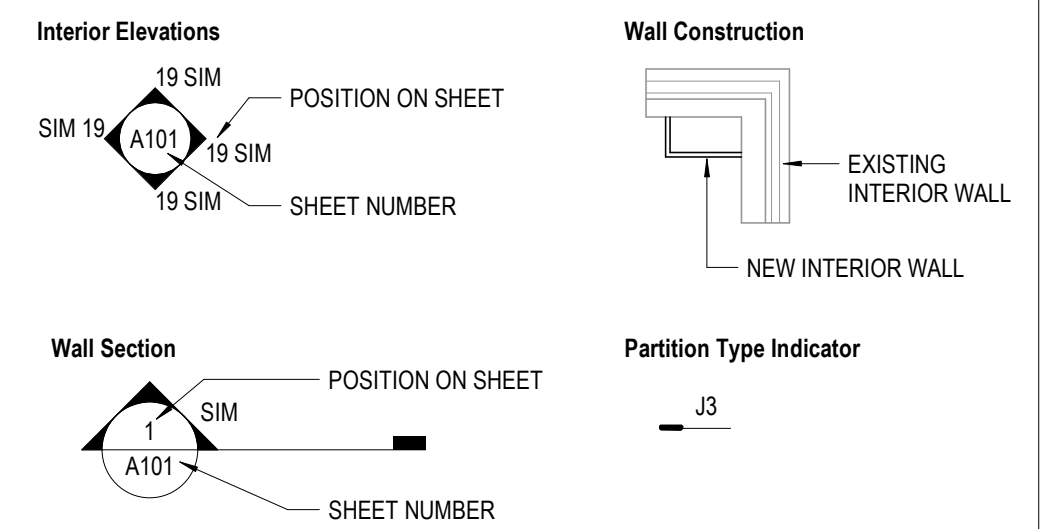 Interior Elevations
19 SIM
POSITION ON SHEET
SIM 19
A101
19 SIM
19 SIM
SHEET NUMBER
Wall Construction
EXISTING
INTERIOR WALL
NEW INTERIOR WALL
Wall Section
POSITION ON SHEET
SIM
1
A101
SHEET NUMBER
Partition Type Indicator
J3